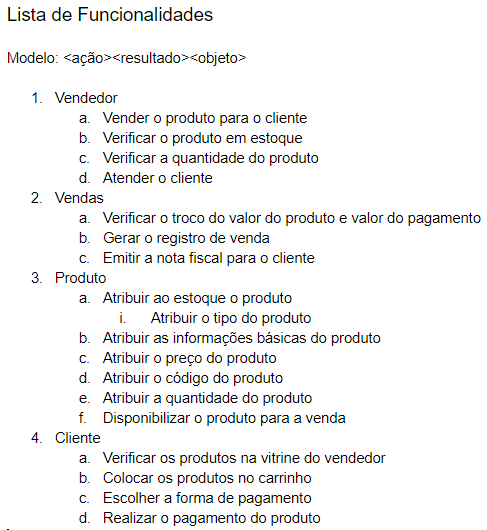 Lista de Funcionalidades
Modelo: <ação><resultado><objeto>
1. Vendedor
a. Vender o produto para o cliente
b. Verificar o produto em estoque
c. Verificar a quantidade do produto
d. Atender o cliente
2. Vendas
a. Verificar o troco do valor do produto e valor do pagamento
b. Gerar o registro de venda
c. Emitir a nota fiscal para o cliente
3. Produto
a. Atribuir ao estoque o produto
i. Atribuir o tipo do produto
b. Atribuir as informações básicas do produto
c. Atribuir o preço do produto
d. Atribuir o código do produto
e. Atribuir a quantidade do produto
f. Disponibilizar o produto para a venda
4. Cliente
a. Verificar os produtos na vitrine do vendedor
b. Colocar os produtos no carrinho
c. Escolher a forma de pagamento
d. Realizar o pagamento do produto